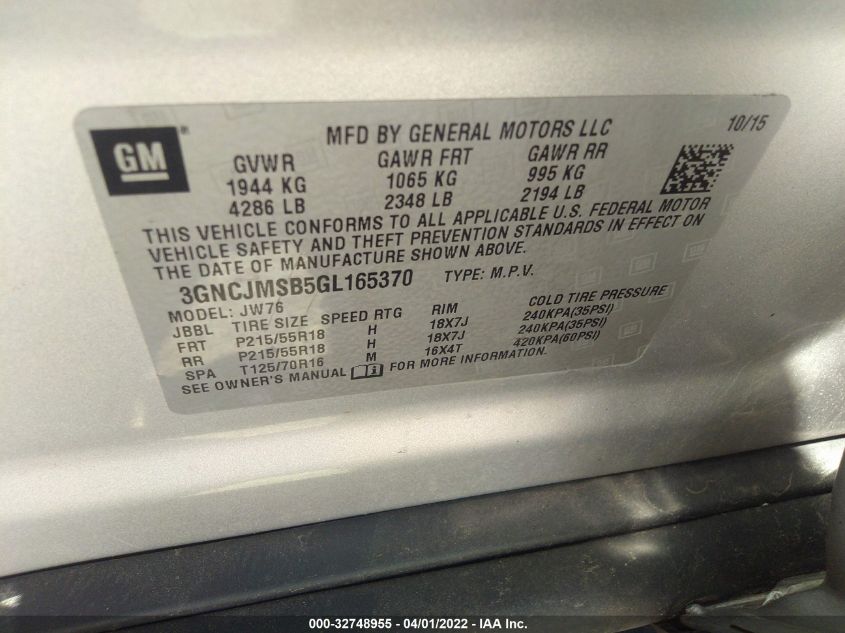 GM
®
MFD BY GENERAL MOTORS LLC
10/15
GVWR GAWR FRT GAWR RR
1944 KG 1065 KG 995 KG
4286 LB 2348 LB 2194 LB
THIS VEHICLE CONFORMS TO ALL APPLICABLE U.S. FEDERAL MOTOR
VEHICLE SAFETY AND THEFT PREVENTION STANDARDS IN EFFECT ON
THE DATE OF MANUFACTURE SHOWN ABOVE.
3GNCJMSB5GL165370 TYPE: M.P.V.
MODEL: JW76
JBBL TIRE SIZE SPEED RTG RIM COLD TIRE PRESSURE
FRT P215/55R18 H 18X7J 240KPA(35PSI)
RR P215/55R18 H 18X7J 240KPA(35PSI)
SPA T125/70R16 M 16X4T 420KPA(60PSI)
SEE OWNER'S MANUAL FOR MORE INFORMATION.
000-32748955 - 04/01/2022 - IAA Inc.